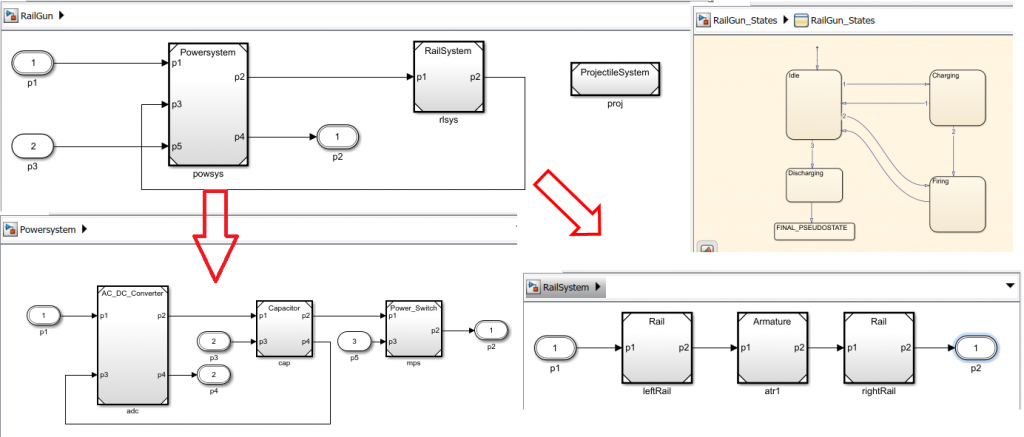 RailGun
1
p1
2
p3
Powersystem
p1
p2
p3
p4
p5
powsys
1
p2
RailSystem
p1
p2
rlsys
ProjectileSystem
proj
RailGun_States
RailGun_States
Idle
Charging
1
1
2
2
3
Discharging
Firing
FINAL_PSEUDOSTATE
Powersystem
1
p1
AC_DC_Converter
p1
p2
p3
p4
adc
2
p3
2
p4
Capacitor
p1
p2
p3
p4
cap
3
p5
Power_Switch
p1
p2
p3
mps
1
p2
RailSystem
1
p1
Rail
p1
p2
leftRail
Armature
p1
p2
atr1
Rail
p1
p2
rightRail
1
p2